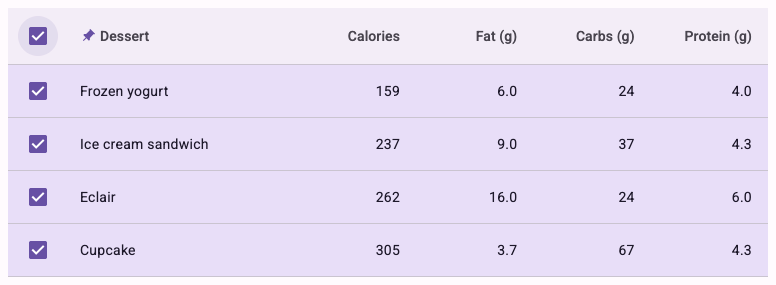 Dessert Calories Fat (g) Carbs (g) Protein (g)
Frozen yogurt 159 6.0 24 4.0
Ice cream sandwich 237 9.0 37 4.3
Eclair 262 16.0 24 6.0
Cupcake 305 3.7 67 4.3